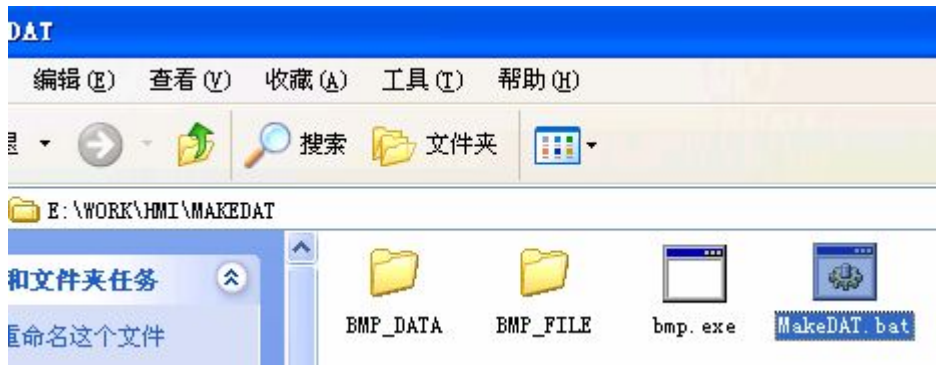 DAT
编辑(E) 查看(V) 收藏(A) 工具(T) 帮助(H)
搜索 文件夹
E:\WORK\HMI\MAKEDAT
和文件夹任务
重命名这个文件
BMP_DATA BMP_FILE bmp.exe MakeDAT.bat